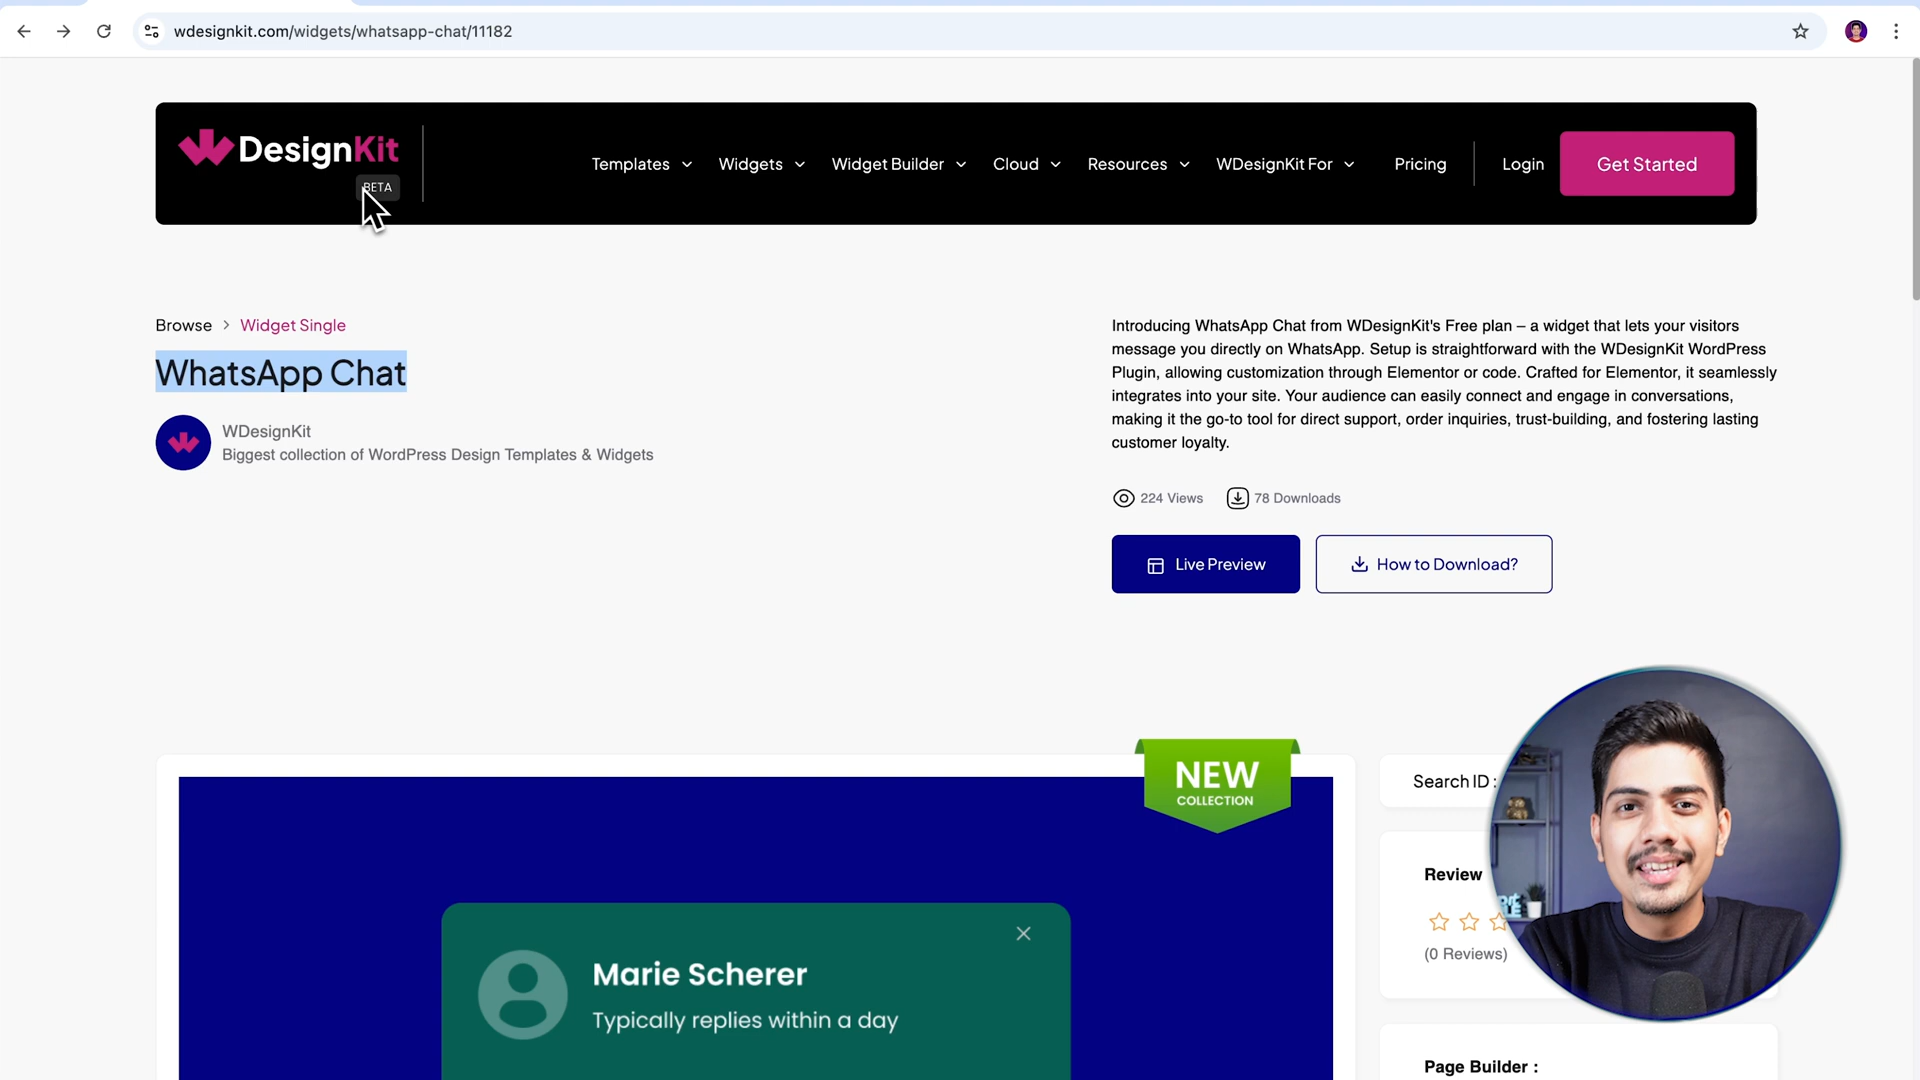 wdesignkit.com/widgets/whatsapp-chat/11182
DesignKit
BETA
Templates
Widgets
Widget Builder
Cloud
Resources
WDesignKit For
Pricing
Login
Get Started
Browse > Widget Single
WhatsApp Chat
WDesignKit
Biggest collection of WordPress Design Templates & Widgets
Introducing WhatsApp Chat from WDesignKit's Free plan – a widget that lets your visitors
message you directly on WhatsApp. Setup is straightforward with the WDesignKit WordPress
Plugin, allowing customization through Elementor or code. Crafted for Elementor, it seamlessly
integrates into your site. Your audience can easily connect and engage in conversations,
making it the go-to tool for direct support, order inquiries, trust-building, and fostering lasting
customer loyalty.
224 Views
78 Downloads
Live Preview
How to Download?
NEW
COLLECTION
Marie Scherer
Typically replies within a day
Search ID :
Review
(0 Reviews)
Page Builder :